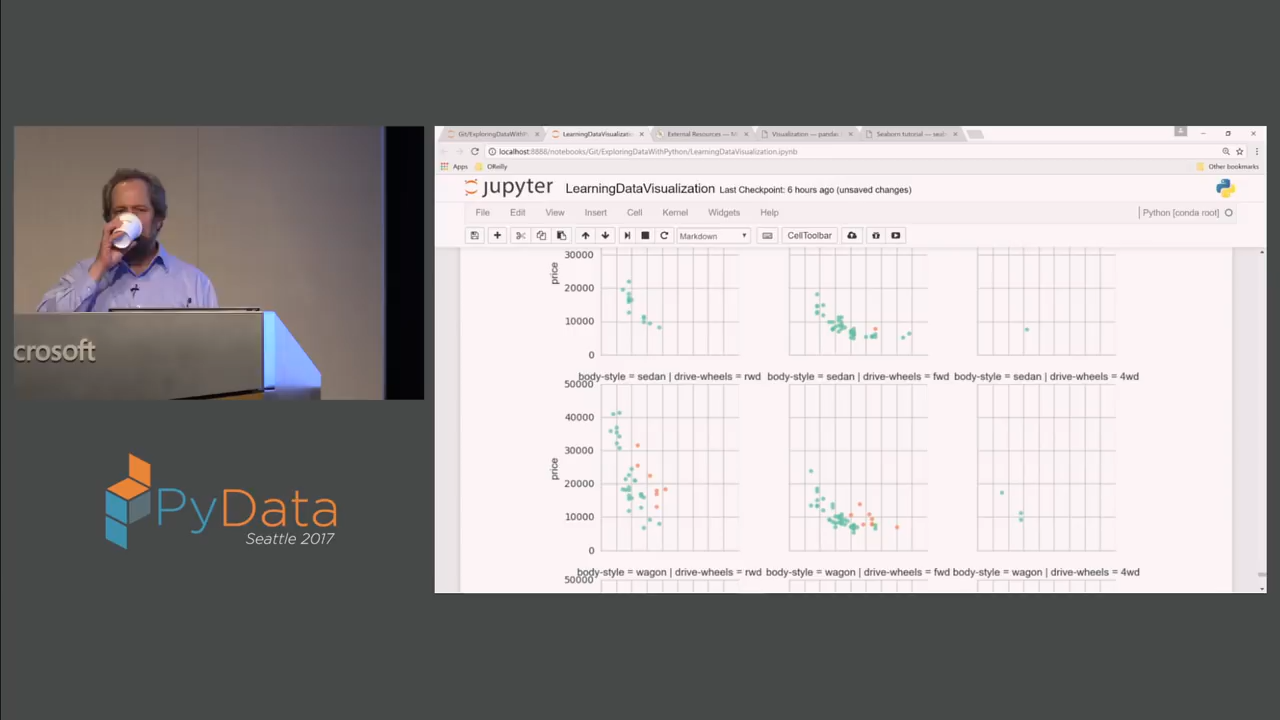 crosoft
PyData
Seattle 2017
Git/ExploringDataWithP
LearningDataVisualizatio
External Resources — M
Visualization — pandas
Seaborn tutorial — seab
localhost:8888/notebooks/Git/ExploringDataWithPython/LearningDataVisualization.ipynb
Apps OReilly Other bookmarks
jupyter LearningDataVisualization Last Checkpoint: 6 hours ago (unsaved changes)
File Edit View Insert Cell Kernel Widgets Help Python [conda root]
Markdown CellToolbar
30000
20000
10000
0
price
body-style = sedan | drive-wheels = rwd body-style = sedan | drive-wheels = fwd body-style = sedan | drive-wheels = 4wd
50000
40000
30000
20000
10000
0
price
body-style = wagon | drive-wheels = rwd body-style = wagon | drive-wheels = fwd body-style = wagon | drive-wheels = 4wd
50000